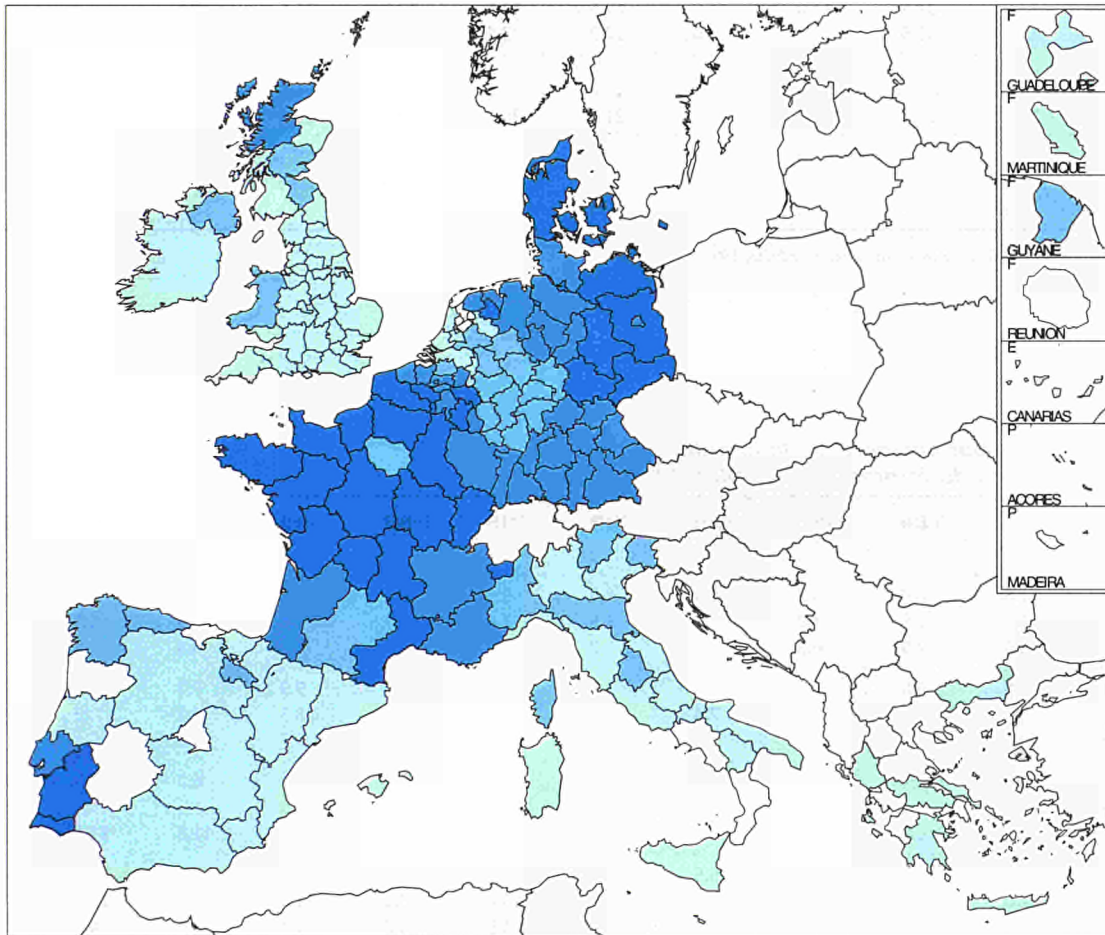 F
GUADELOUPE
F
MARTINIQUE
F
GUYANE
F
REUNION
E
CANARIAS
P
ACORES
P
MADEIRA